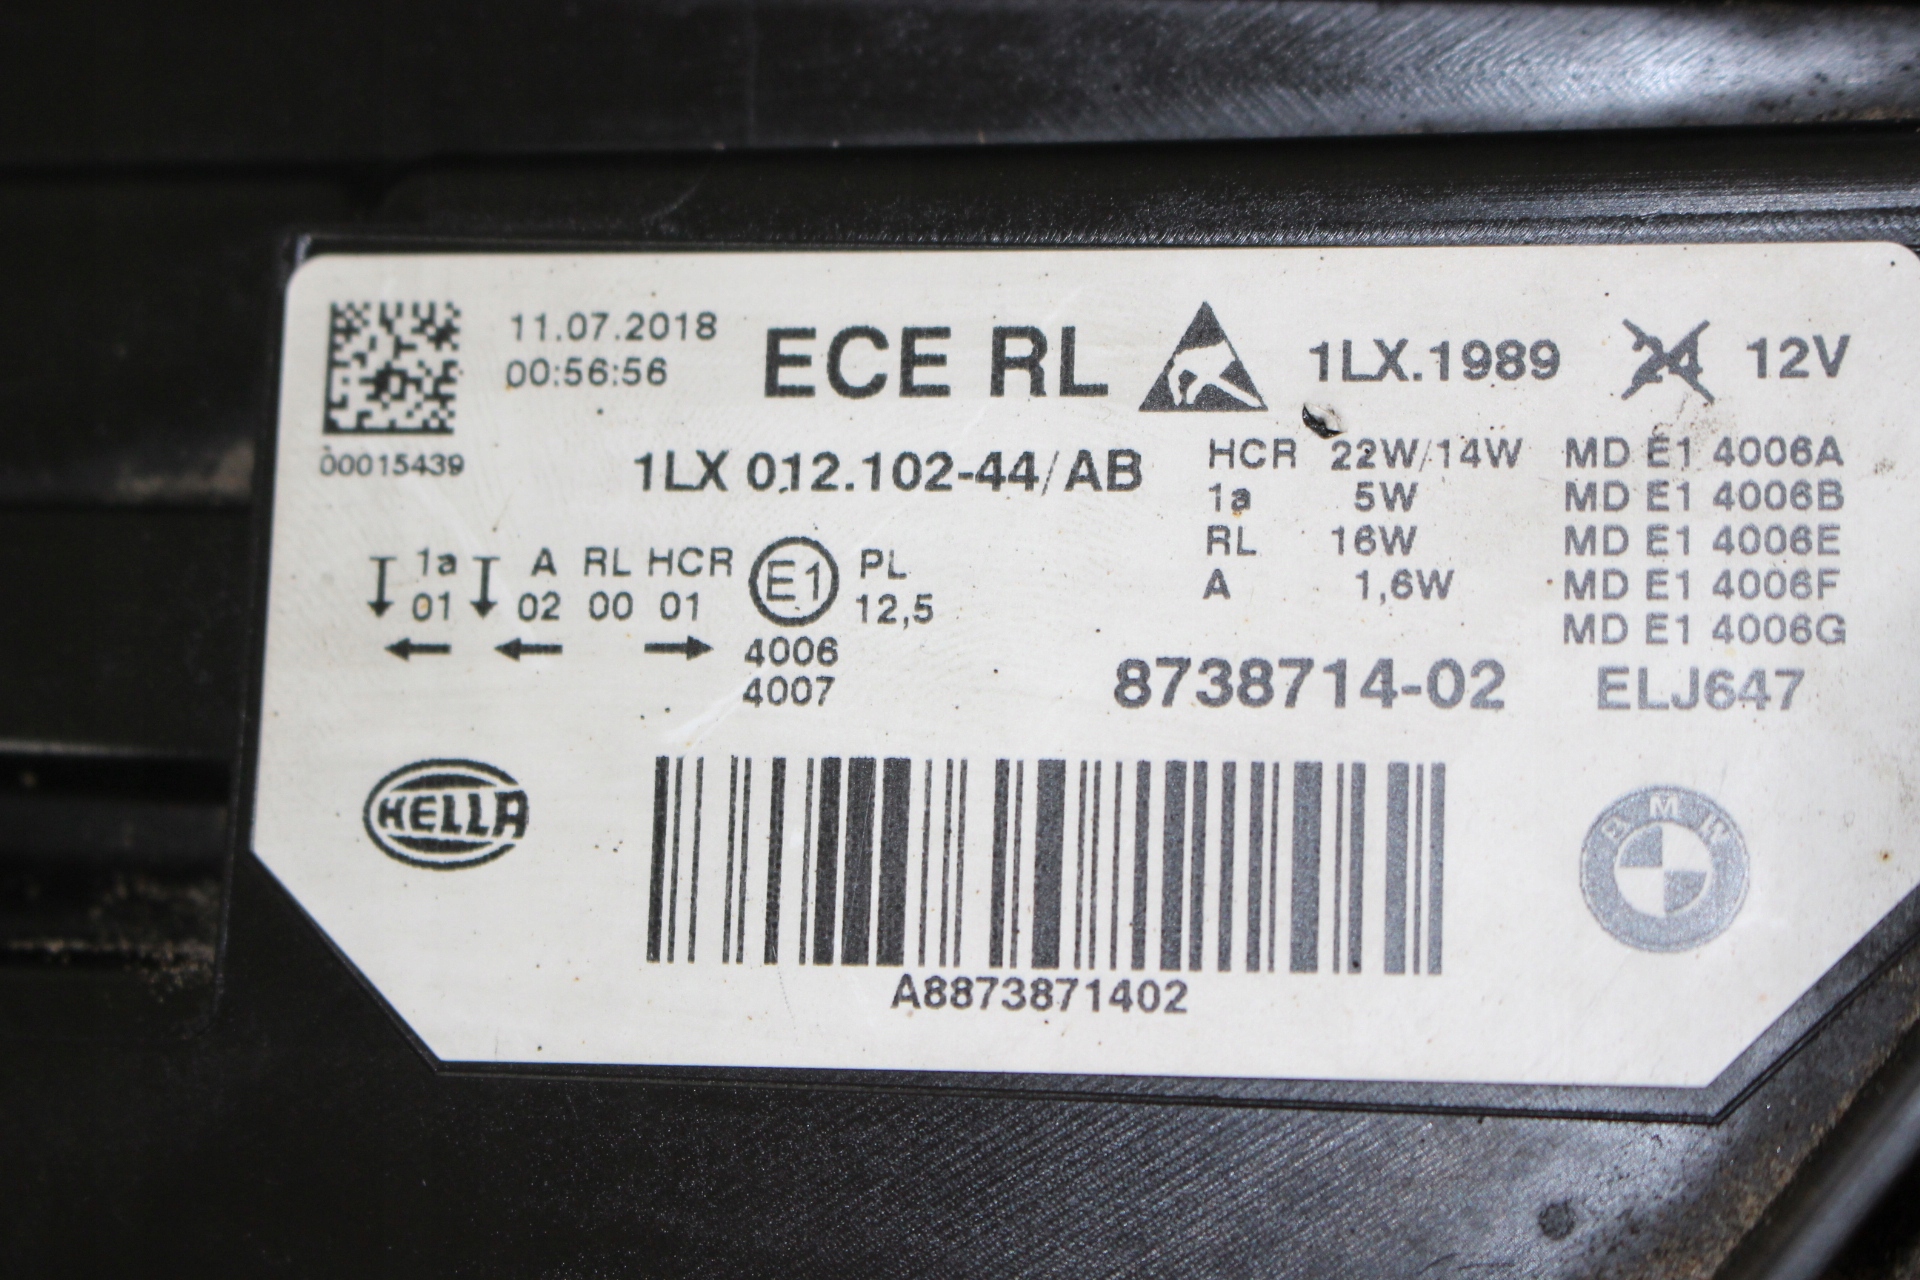 11.07.2018
00:56:56
00015439
ECE RL
1LX.1989
24 12V
1LX 012.102-44/AB
HCR 22W/14W MD E1 4006A
1a 5W MD E1 4006B
RL 16W MD E1 4006E
A 1,6W MD E1 4006F
MD E1 4006G
1a A RL HCR E1 PL
01 02 00 01 12,5
4006
4007
8738714-02 ELJ647
HELLA
BMW
A8873871402